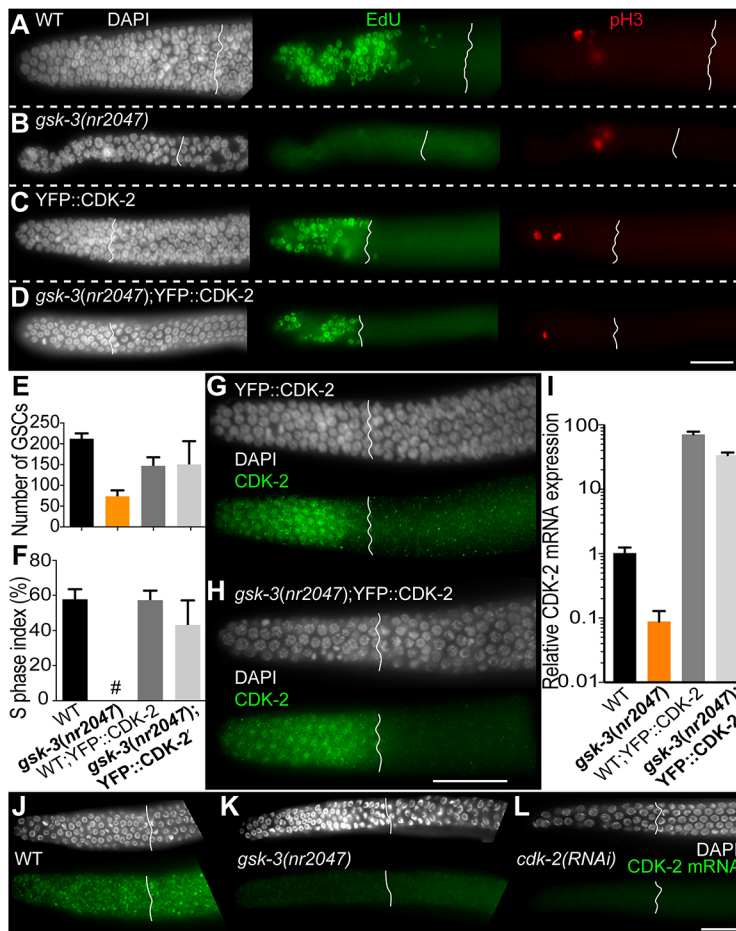 A
WT
DAPI
EdU
pH3
B
gsk-3(nr2047)
C
YFP::CDK-2
D
gsk-3(nr2047);YFP::CDK-2
E
Number of GSCs
250
200
150
100
50
0
F
S phase index (%)
80
60
40
20
0
#
WT
gsk-3(nr2047)
WT;YFP::CDK-2
gsk-3(nr2047);
YFP::CDK-2
G
YFP::CDK-2
DAPI
CDK-2
H
gsk-3(nr2047);YFP::CDK-2
DAPI
CDK-2
I
Relative CDK-2 mRNA expression
100
10
1
0.1
0.01
WT
gsk-3(nr2047)
WT;YFP::CDK-2
gsk-3(nr2047);
YFP::CDK-2
J
WT
K
gsk-3(nr2047)
L
DAPI
cdk-2(RNAi)
CDK-2 mRNA